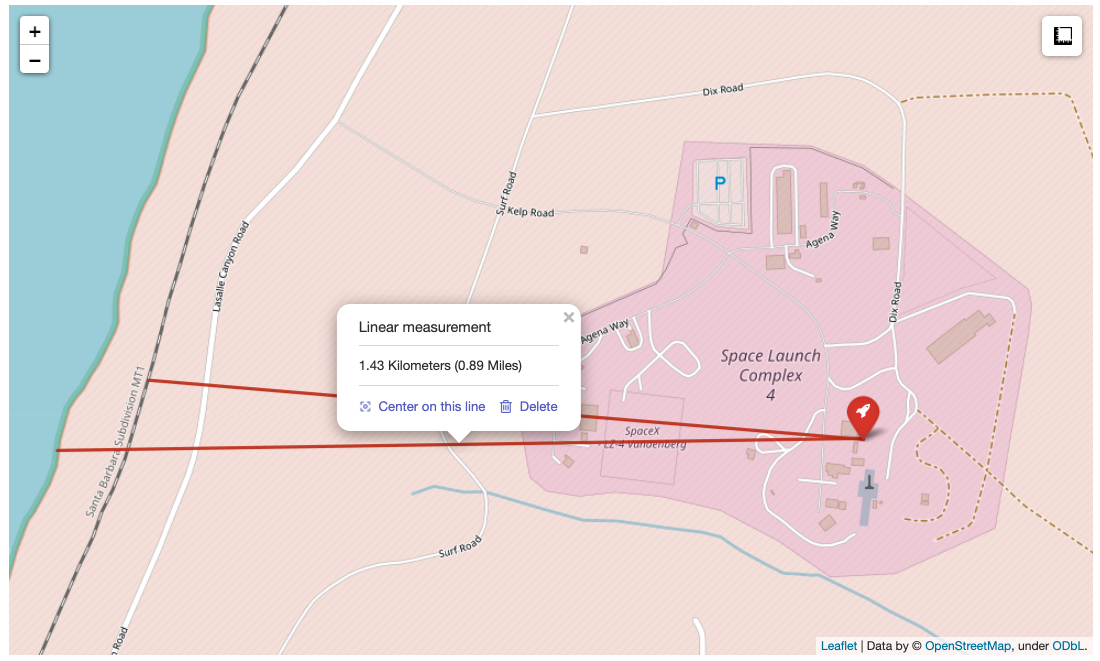 +
−
Dix Road
P
Surf Road
Kelp Road
Agena Way
Lasalle Canyon Road
Dix Road
Linear measurement
×
Agena Way
1.43 Kilometers (0.89 Miles)
Space Launch
Complex
4
Santa Barbara Subdivision MT1
Center on this line
Delete
SpaceX
LZ-4 Vandenberg
Surf Road
Road
Leaflet | Data by © OpenStreetMap, under ODbL.